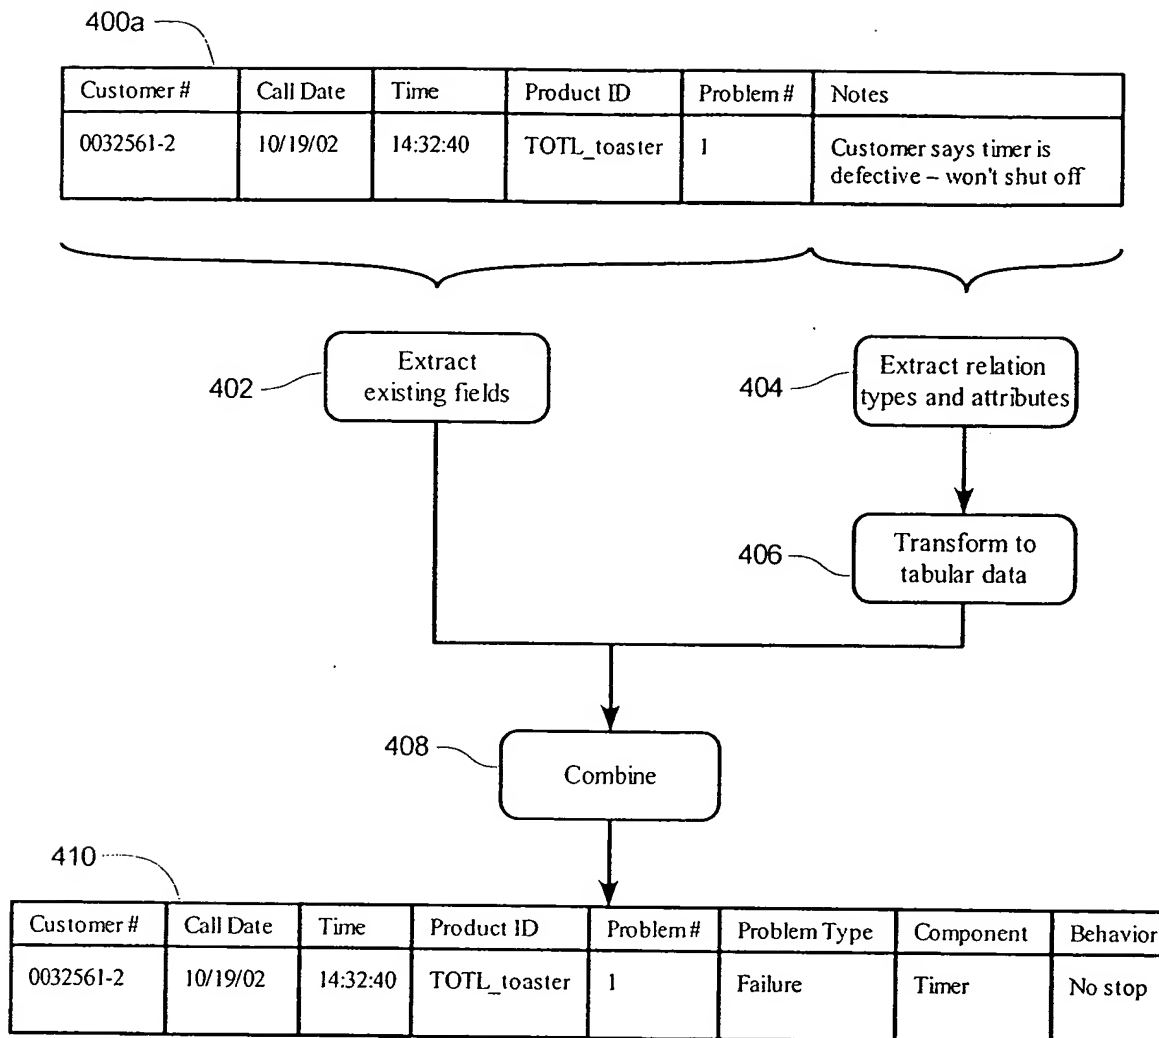 400a
Customer # Call Date Time Product ID Problem # Notes
0032561-2 10/19/02 14:32:40 TOTL_toaster 1 Customer says timer is
defective – won't shut off
402
Extract
existing fields
404
Extract relation
types and attributes
406
Transform to
tabular data
408
Combine
410
Customer # Call Date Time Product ID Problem # Problem Type Component Behavior
0032561-2 10/19/02 14:32:40 TOTL_toaster 1 Failure Timer No stop